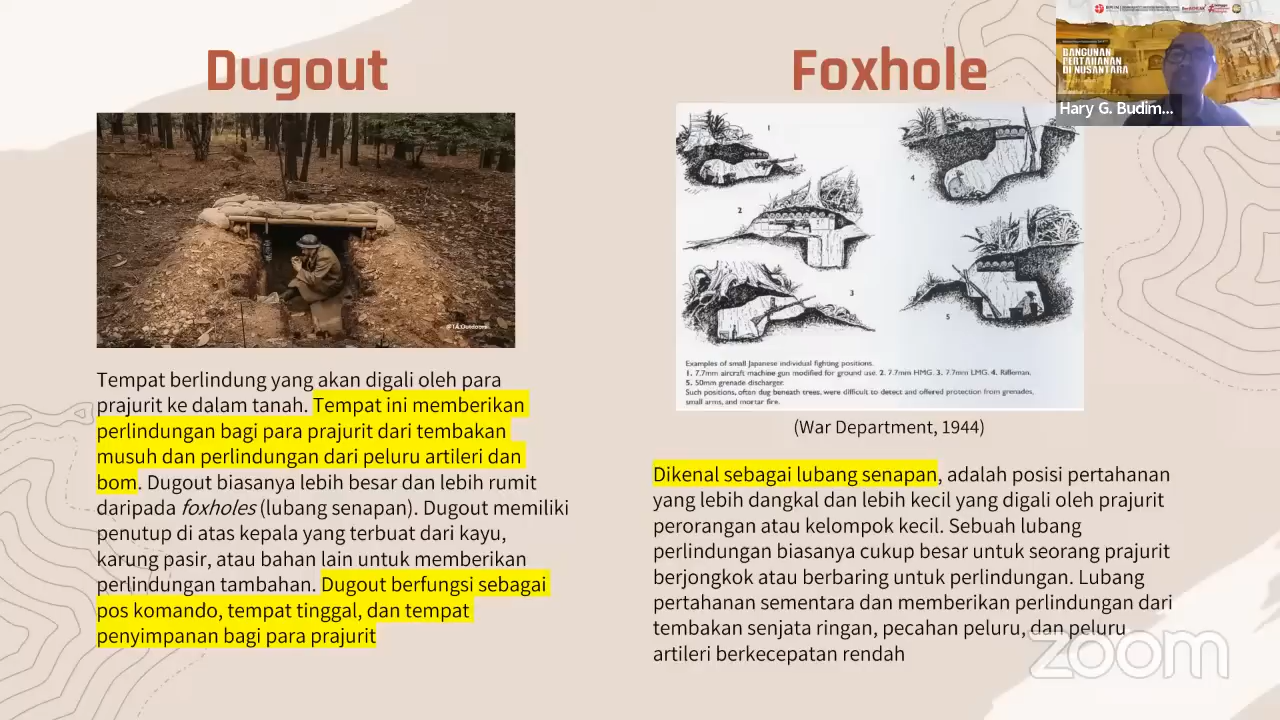 Dugout
@TA.Outdoors
Tempat berlindung yang akan digali oleh para
prajurit ke dalam tanah. Tempat ini memberikan
perlindungan bagi para prajurit dari tembakan
musuh dan perlindungan dari peluru artileri dan
bom. Dugout biasanya lebih besar dan lebih rumit
daripada foxholes (lubang senapan). Dugout memiliki
penutup di atas kepala yang terbuat dari kayu,
karung pasir, atau bahan lain untuk memberikan
perlindungan tambahan. Dugout berfungsi sebagai
pos komando, tempat tinggal, dan tempat
penyimpanan bagi para prajurit
Foxhole
1
2
3
4
5
Examples of small Japanese individual fighting positions.
1. 7.7mm aircraft machine gun modified for ground use. 2. 7.7mm HMG. 3. 7.7mm LMG. 4. Rifleman.
5. 50mm grenade discharger.
Such positions, often dug beneath trees, were difficult to detect and offered protection from grenades,
small arms, and mortar fire.
(War Department, 1944)
Dikenal sebagai lubang senapan, adalah posisi pertahanan
yang lebih dangkal dan lebih kecil yang digali oleh prajurit
perorangan atau kelompok kecil. Sebuah lubang
perlindungan biasanya cukup besar untuk seorang prajurit
berjongkok atau berbaring untuk perlindungan. Lubang
pertahanan sementara dan memberikan perlindungan dari
tembakan senjata ringan, pecahan peluru, dan peluru
artileri berkecepatan rendah
BANGUNAN
PERTAHANAN
DI NUSANTARA
Hary G. Budim...
zoom